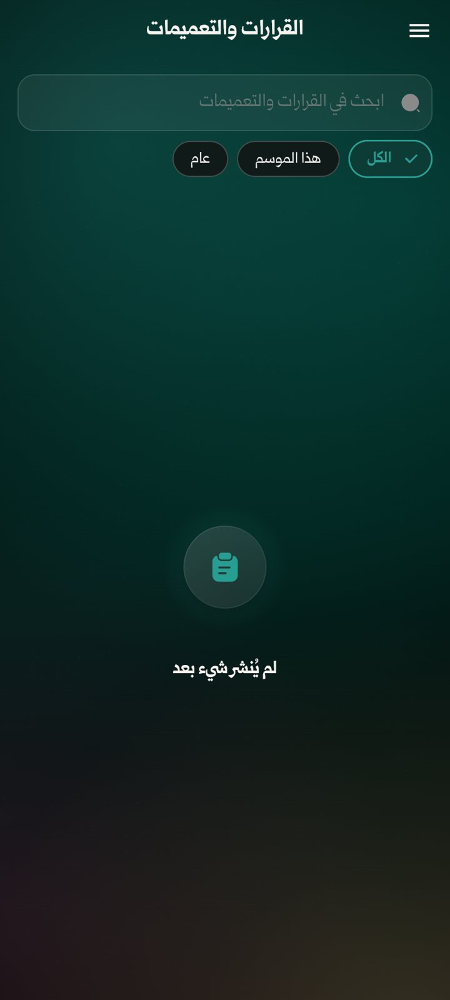 القرارات والتعميمات
ابحث في القرارات والتعميمات
الكل
هذا الموسم
عام
لم يُنشر شيء بعد